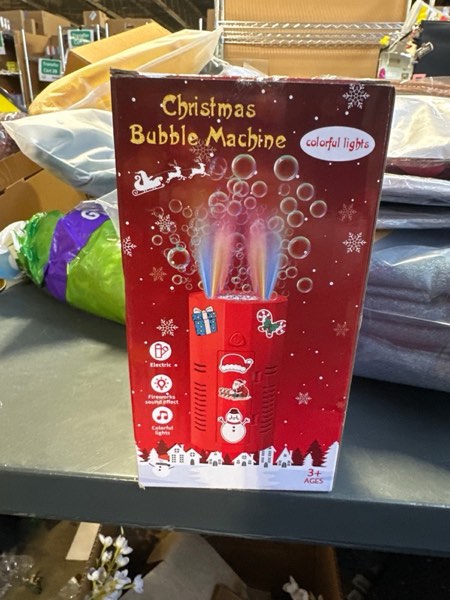 Christmas
Bubble Machine
colorful lights
Electric
Fireworks
sound effect
Colorful
lights
3+
AGES